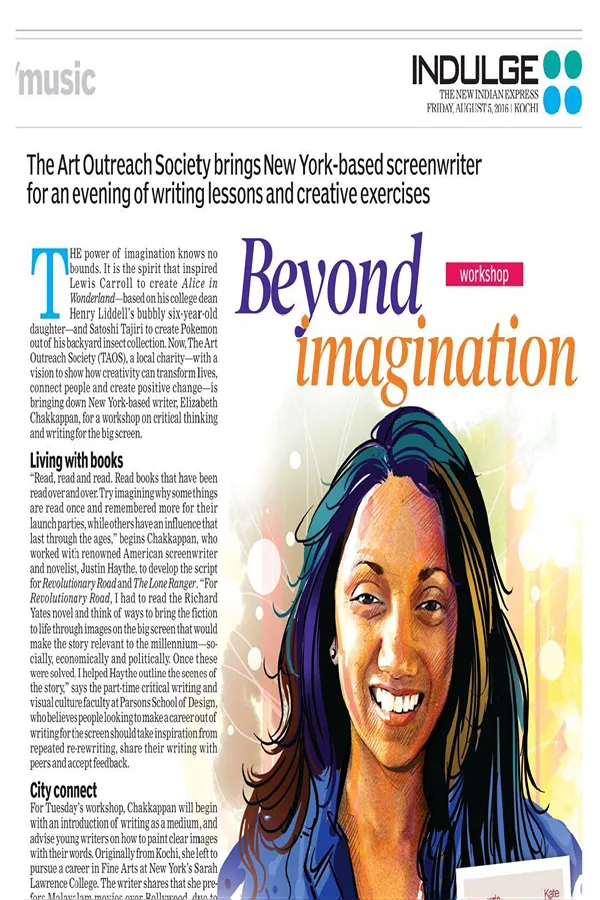 music
INDULGE
THE NEW INDIAN EXPRESS
FRIDAY, AUGUST 5, 2016 | KOCHI
The Art Outreach Society brings New York-based screenwriter
for an evening of writing lessons and creative exercises
Beyond
imagination
workshop
THE power of imagination knows no
bounds. It is the spirit that inspired
Lewis Carroll to create Alice in
Wonderland—based on his college dean
Henry Liddell's bubbly six-year-old
daughter—and Satoshi Tajiri to create Pokemon
out of his backyard insect collection. Now, The Art
Outreach Society (TAOS), a local charity—with a
vision to show how creativity can transform lives,
connect people and create positive change—is
bringing down New York-based writer, Elizabeth
Chakkappan, for a workshop on critical thinking
and writing for the big screen.
Living with books
“Read, read and read. Read books that have been
read over and over. Try imagining why some things
are read once and remembered more for their
launch parties, while others have an influence that
last through the ages,” begins Chakkappan, who
worked with renowned American screenwriter
and novelist, Justin Haythe, to develop the script
for Revolutionary Road and The Lone Ranger. “For
Revolutionary Road, I had to read the Richard
Yates novel and think of ways to bring the fiction
to life through images on the big screen that would
make the story relevant to the millennium—so-
cially, economically and politically. Once these
were solved, I helped Haythe outline the scenes of
the story,” says the part-time critical writing and
visual culture faculty at Parsons School of Design,
who believes people looking to make a career out of
writing for the screen should take inspiration from
repeated re-rewriting, share their writing with
peers and accept feedback.
City connect
For Tuesday's workshop, Chakkappan will begin
with an introduction of writing as a medium, and
advise young writers on how to paint clear images
with their words. Originally from Kochi, she left to
pursue a career in Fine Arts at New York's Sarah
Lawrence College. The writer shares that she pre-
fers Malayalam movies over Bollywood, due to
Kate